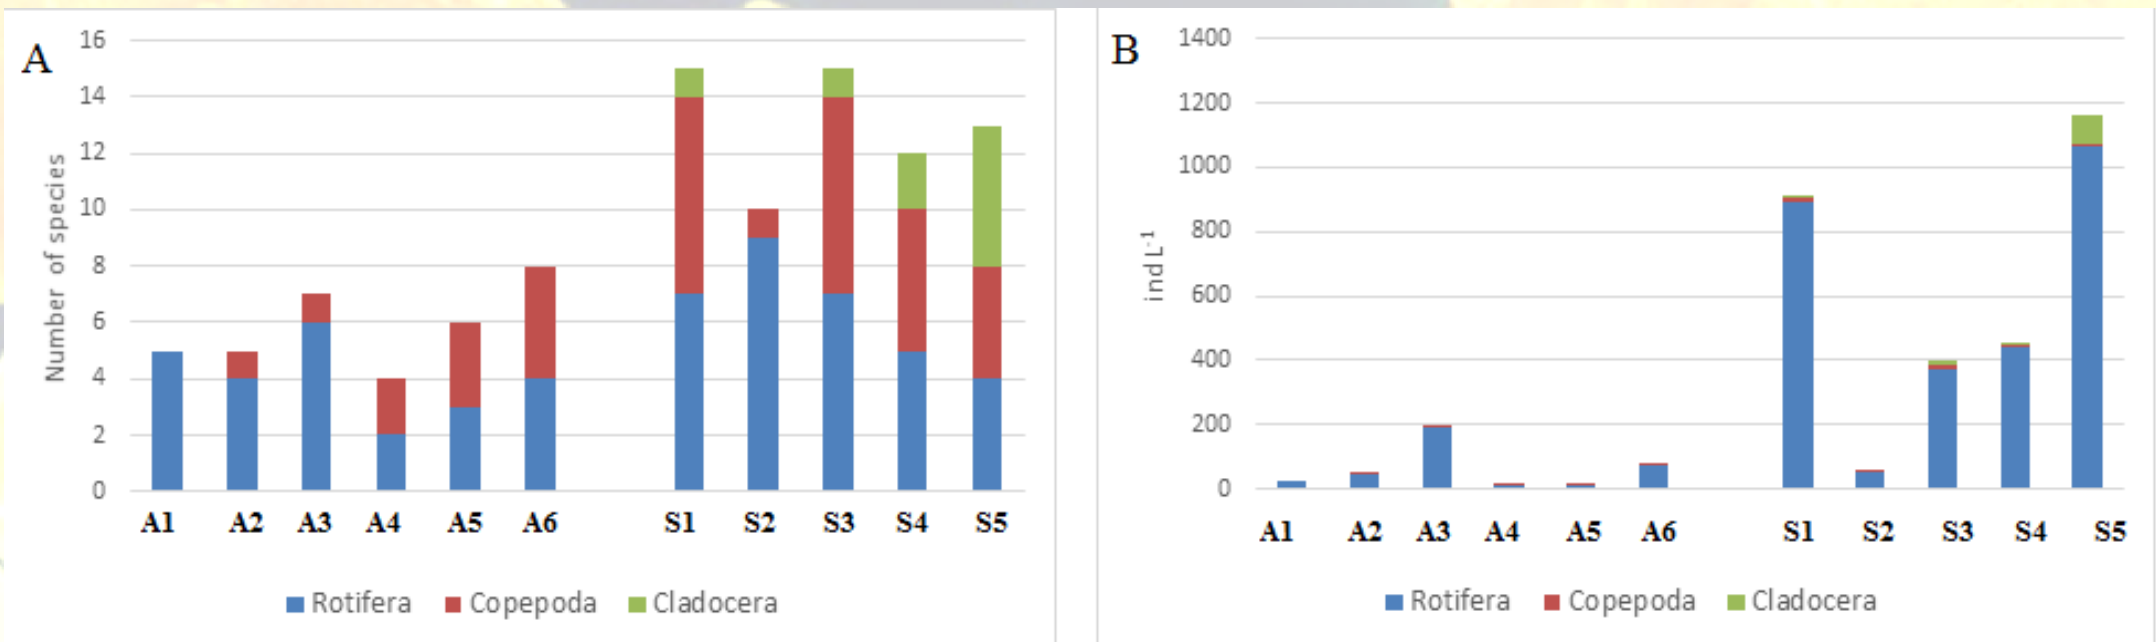 A
16
14
12
10
8
6
4
2
0
Number of species
A1 A2 A3 A4 A5 A6 S1 S2 S3 S4 S5
Rotifera Copepoda Cladocera
B
1400
1200
1000
800
600
400
200
0
ind L⁻¹
A1 A2 A3 A4 A5 A6 S1 S2 S3 S4 S5
Rotifera Copepoda Cladocera